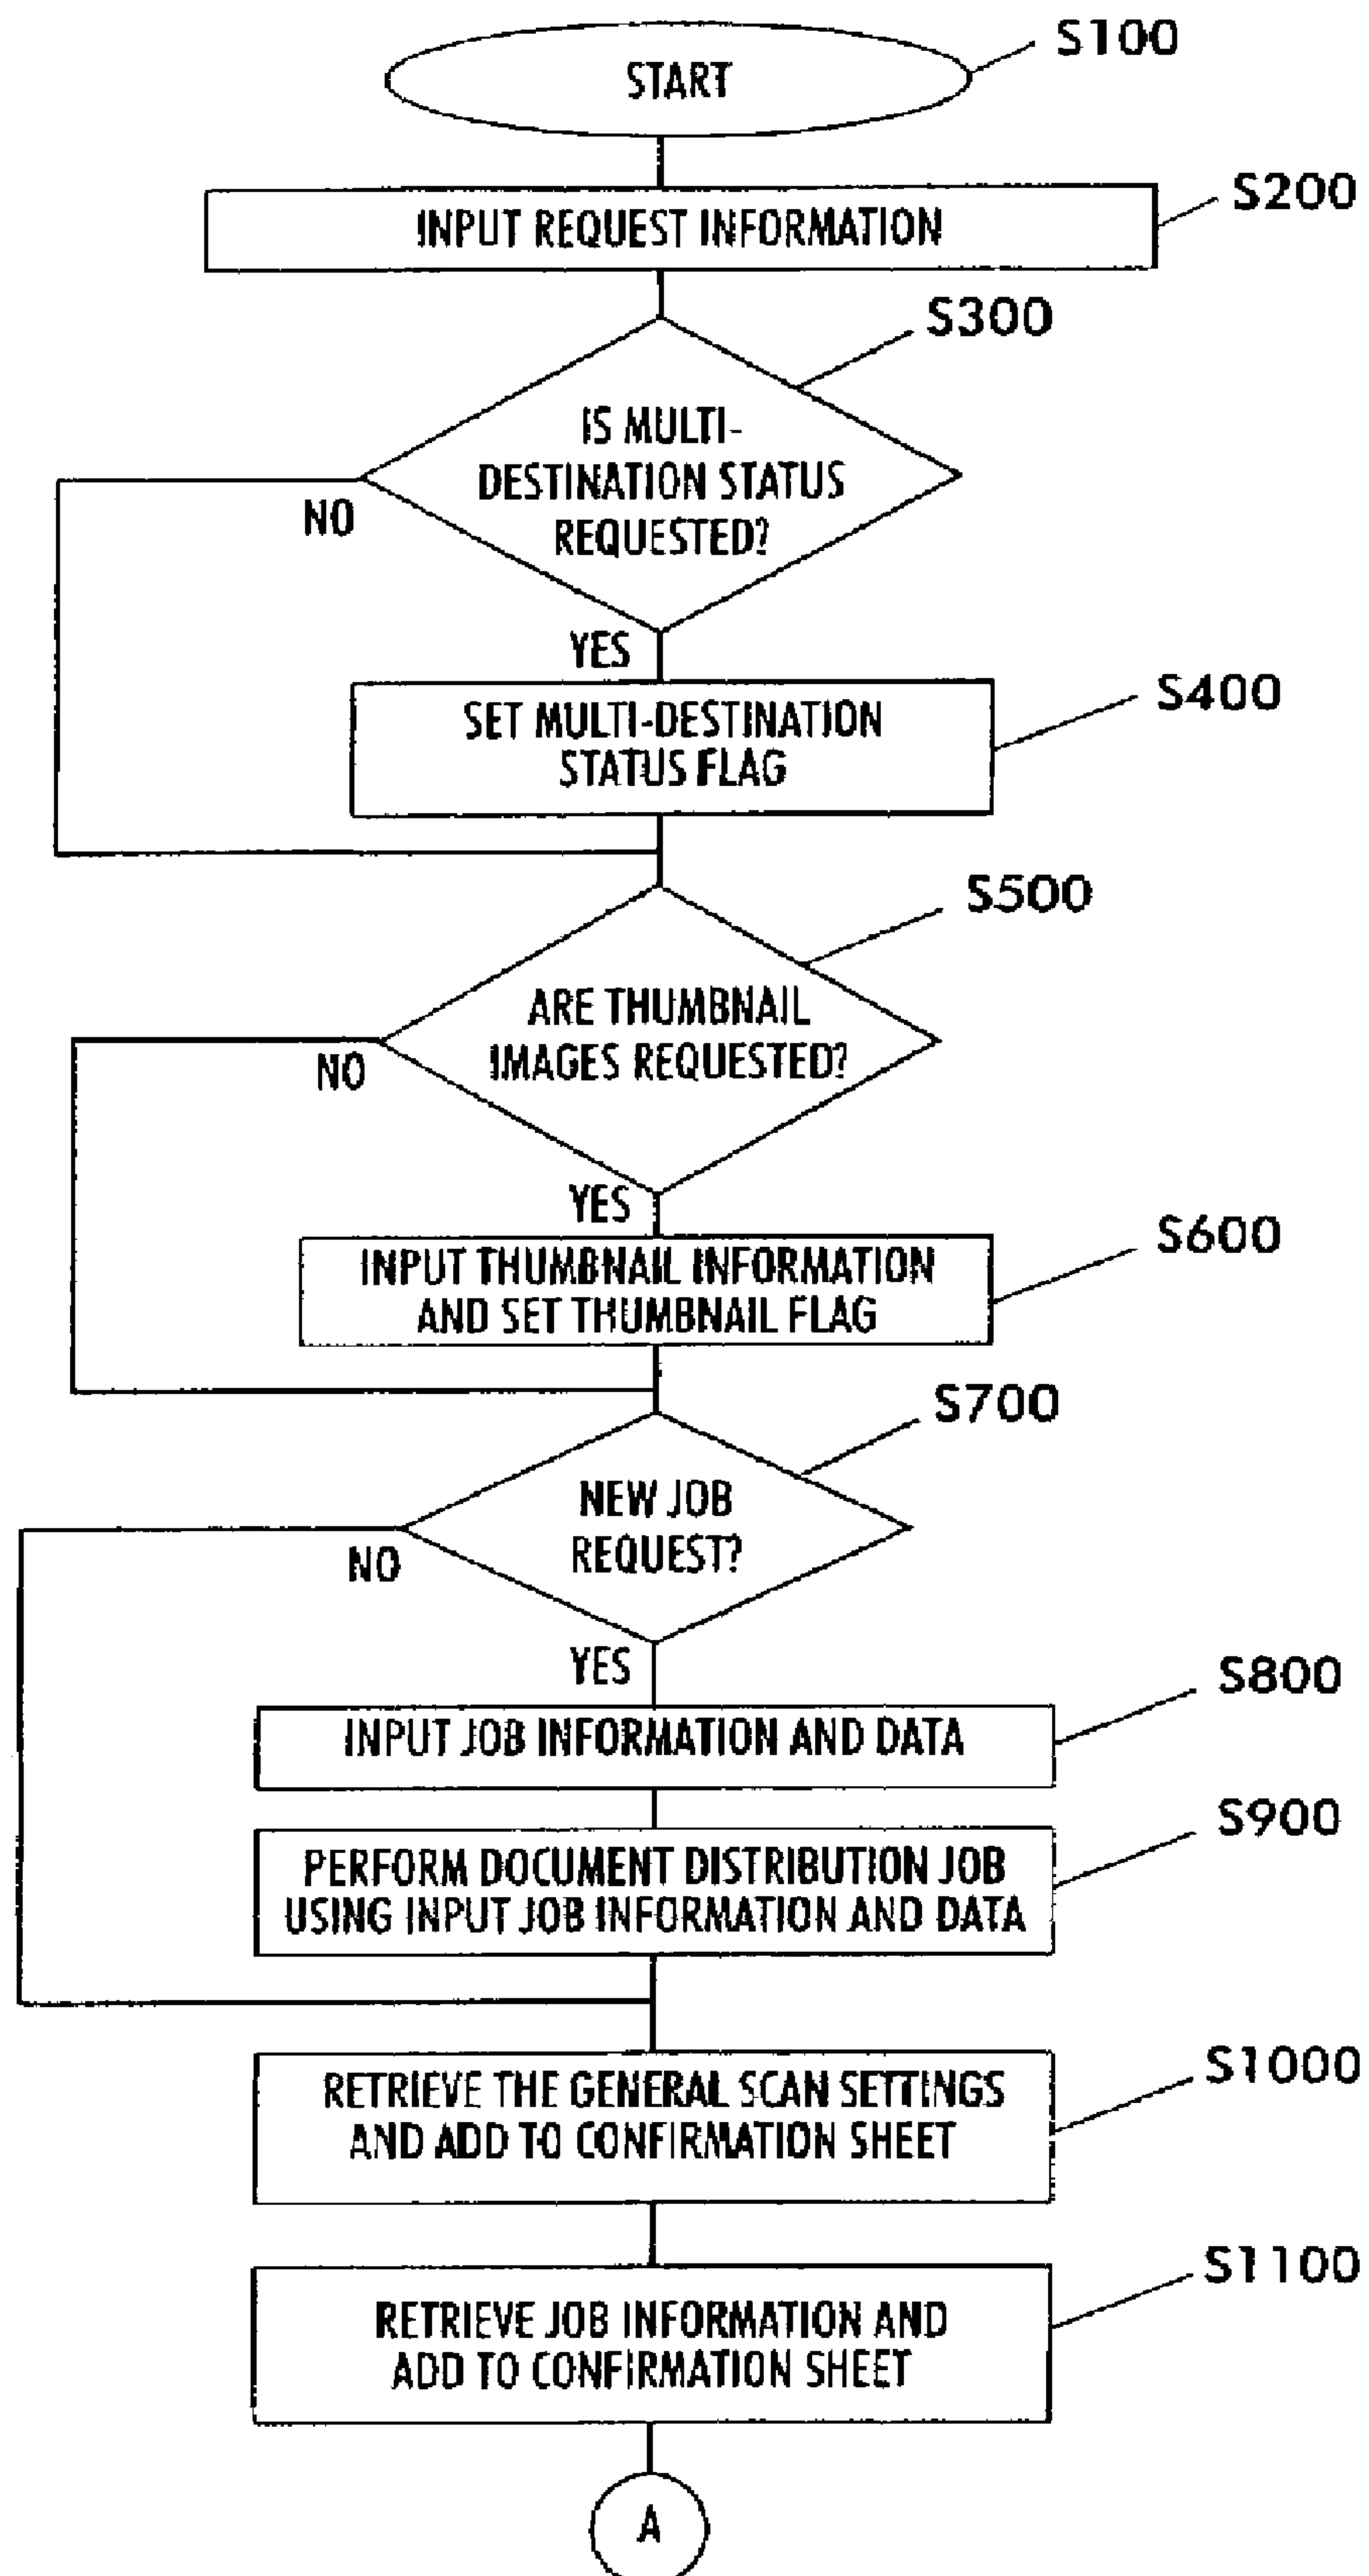 S100
START
S200
INPUT REQUEST INFORMATION
S300
IS MULTI-
DESTINATION STATUS
REQUESTED?
NO
YES
S400
SET MULTI-DESTINATION
STATUS FLAG
S500
ARE THUMBNAIL
IMAGES REQUESTED?
NO
YES
S600
INPUT THUMBNAIL INFORMATION
AND SET THUMBNAIL FLAG
S700
NEW JOB
REQUEST?
NO
YES
S800
INPUT JOB INFORMATION AND DATA
S900
PERFORM DOCUMENT DISTRIBUTION JOB
USING INPUT JOB INFORMATION AND DATA
S1000
RETRIEVE THE GENERAL SCAN SETTINGS
AND ADD TO CONFIRMATION SHEET
S1100
RETRIEVE JOB INFORMATION AND
ADD TO CONFIRMATION SHEET
A